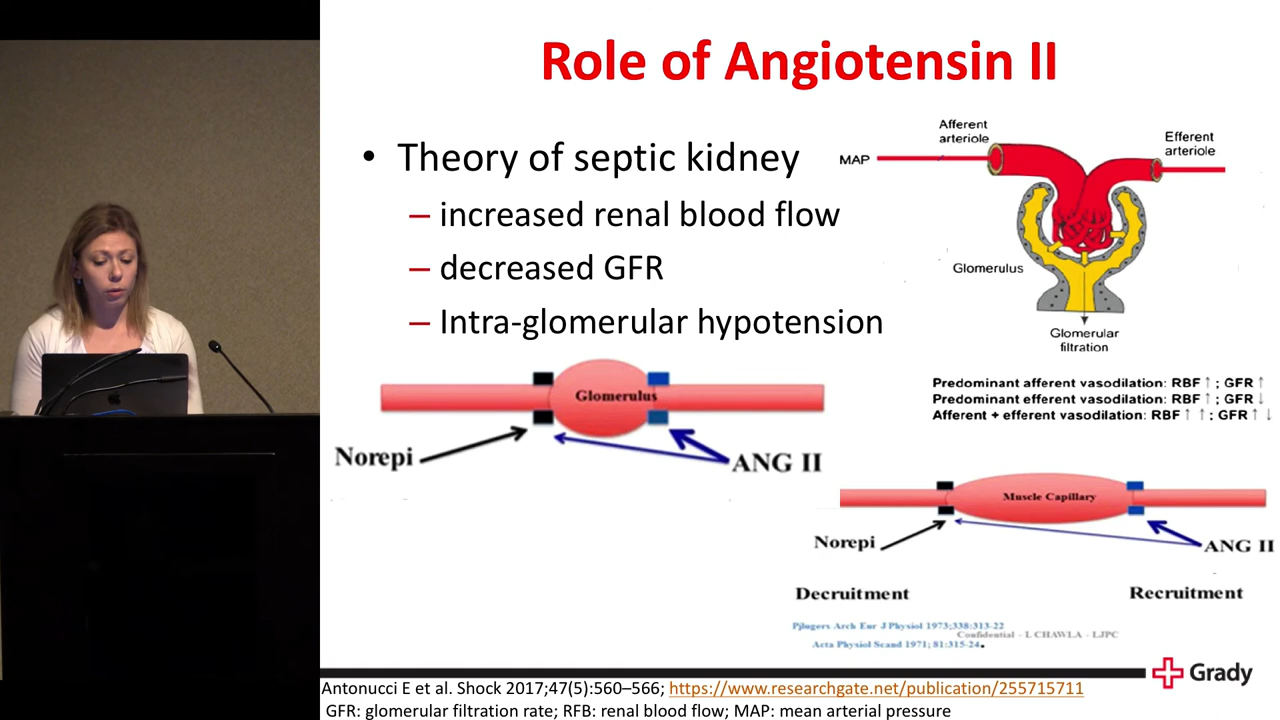 Role of Angiotensin II
• Theory of septic kidney
– increased renal blood flow
– decreased GFR
– Intra-glomerular hypotension
Afferent
arteriole
Efferent
arteriole
MAP
Glomerulus
Glomerular
filtration
Predominant afferent vasodilation: RBF ↑ ; GFR ↑
Predominant efferent vasodilation: RBF ↑ ; GFR ↓
Afferent + efferent vasodilation: RBF ↑ ↑ ; GFR ↑ ↓
Glomerulus
Norepi
ANG II
Muscle Capillary
Norepi
ANG II
Decruitment
Recruitment
Pjlugers Arch Eur J Physiol 1973;338:313-22
Confidential - L CHAWLA - LJPC
Acta Physiol Scand 1971; 81:315-24.
Grady
Antonucci E et al. Shock 2017;47(5):560–566; https://www.researchgate.net/publication/255715711
GFR: glomerular filtration rate; RFB: renal blood flow; MAP: mean arterial pressure